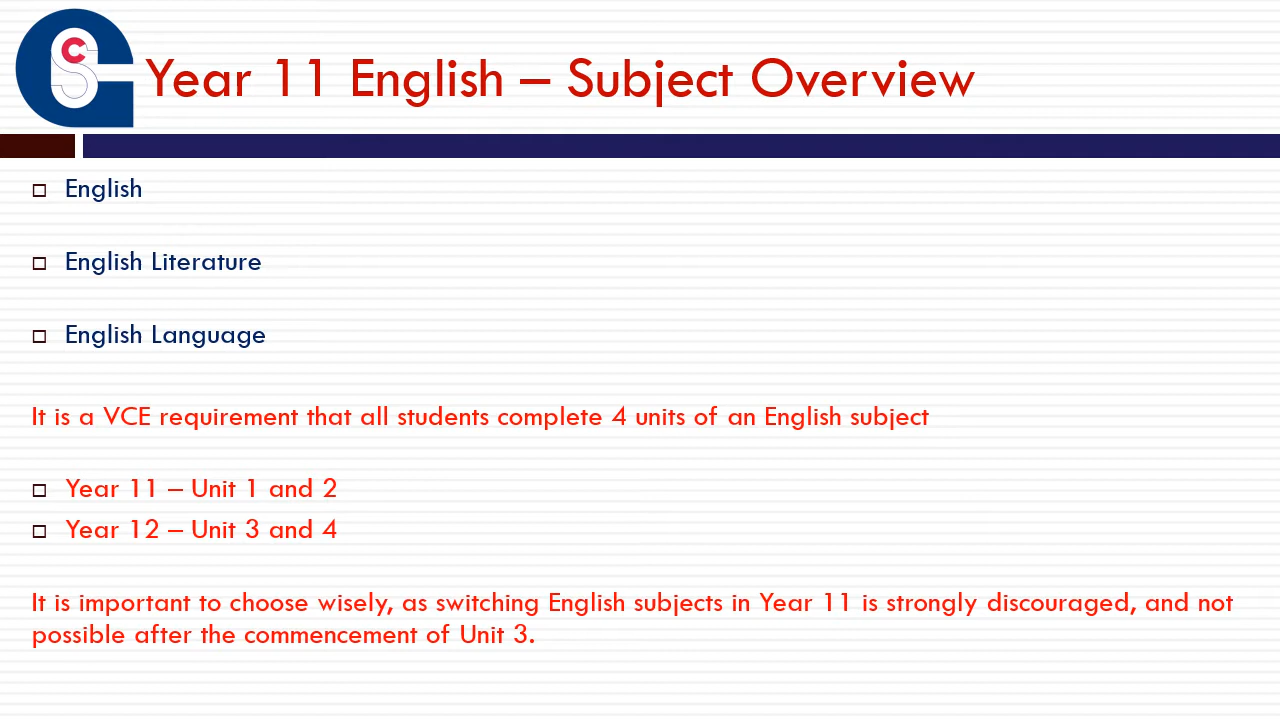 Year 11 English – Subject Overview
English
English Literature
English Language
It is a VCE requirement that all students complete 4 units of an English subject
Year 11 – Unit 1 and 2
Year 12 – Unit 3 and 4
It is important to choose wisely, as switching English subjects in Year 11 is strongly discouraged, and not
possible after the commencement of Unit 3.